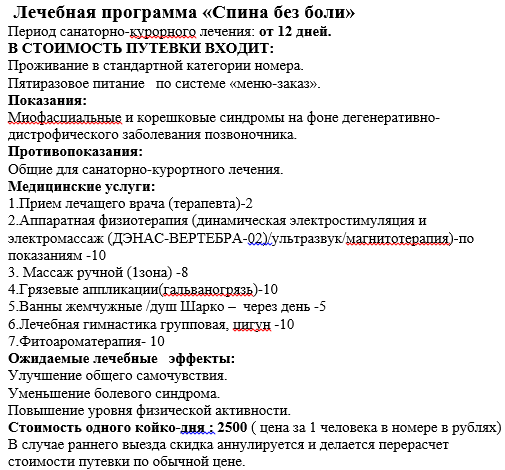 Лечебная программа «Спина без боли»
Период санаторно-курорного лечения: от 12 дней.
В СТОИМОСТЬ ПУТЕВКИ ВХОДИТ:
Проживание в стандартной категории номера.
Пятиразовое питание по системе «меню-заказ».
Показания:
Миофасциальные и корешковые синдромы на фоне дегенеративно-
дистрофического заболевания позвоночника.
Противопоказания:
Общие для санаторно-курортного лечения.
Медицинские услуги:
1.Прием лечащего врача (терапевта)-2
2.Аппаратная физиотерапия (динамическая электростимуляция и
электромассаж (ДЭНАС-ВЕРТЕБРА-02)/ультразвук/магнитотерапия)-по
показаниям -10
3. Массаж ручной (1зона) -8
4.Грязевые аппликации(гальваногрязь)-10
5.Ванны жемчужные /душ Шарко – через день -5
6.Лечебная гимнастика групповая, цигун -10
7.Фитоароматерапия- 10
Ожидаемые лечебные эффекты:
Улучшение общего самочувствия.
Уменьшение болевого синдрома.
Повышение уровня физической активности.
Стоимость одного койко-дня : 2500 ( цена за 1 человека в номере в рублях)
В случае раннего выезда скидка аннулируется и делается перерасчет
стоимости путевки по обычной цене.